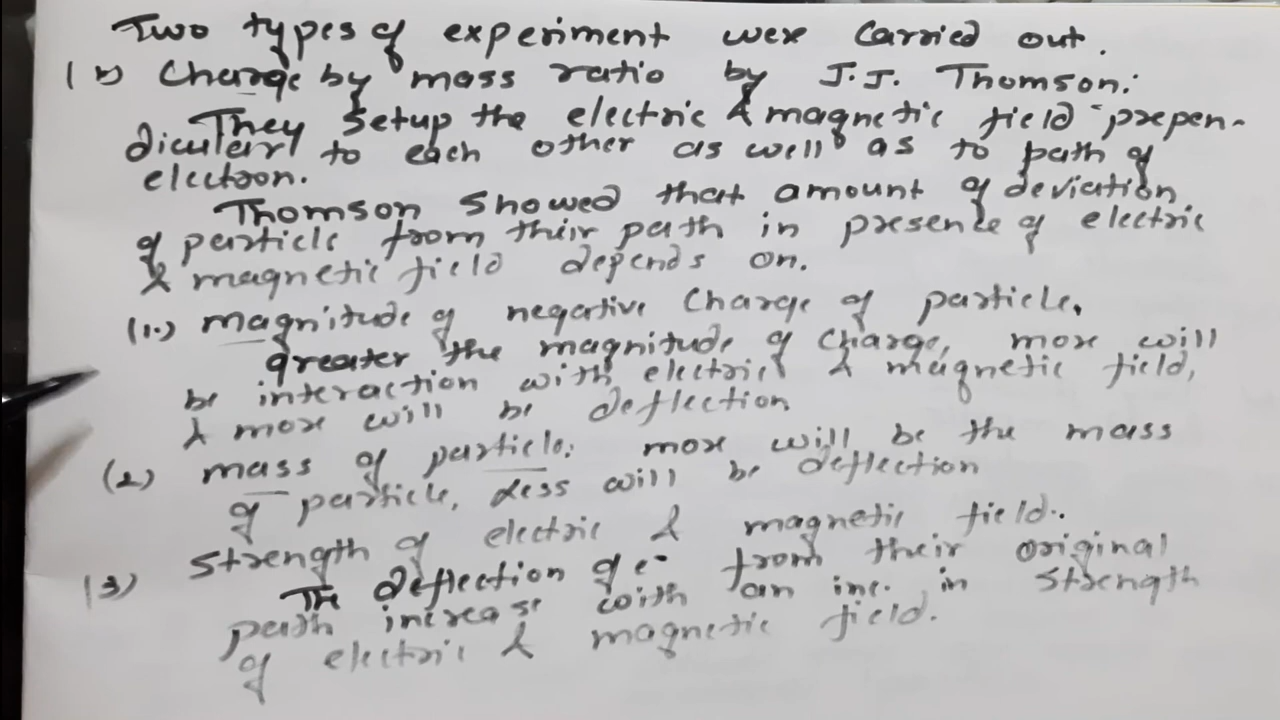 Two types of experiment were carried out.
(1) Charge by mass ratio by J.J. Thomson:
They setup the electric & magnetic field prepen-
dicular to each other as well as to path of
electron.
Thomson showed that amount of deviation
of particle from their path in presence of electric
& magnetic field depends on.
(1.) magnitude of negative charge of particle.
greater the magnitude of charge, more will
be interaction with electric & magnetic field,
& more will be deflection
(2) mass of particle: more will be the mass
of particle, less will be deflection
(3) strength of electric & magnetic field..
The deflection of e- from their original
path increase with an inc. in strength
of electric & magnetic field.